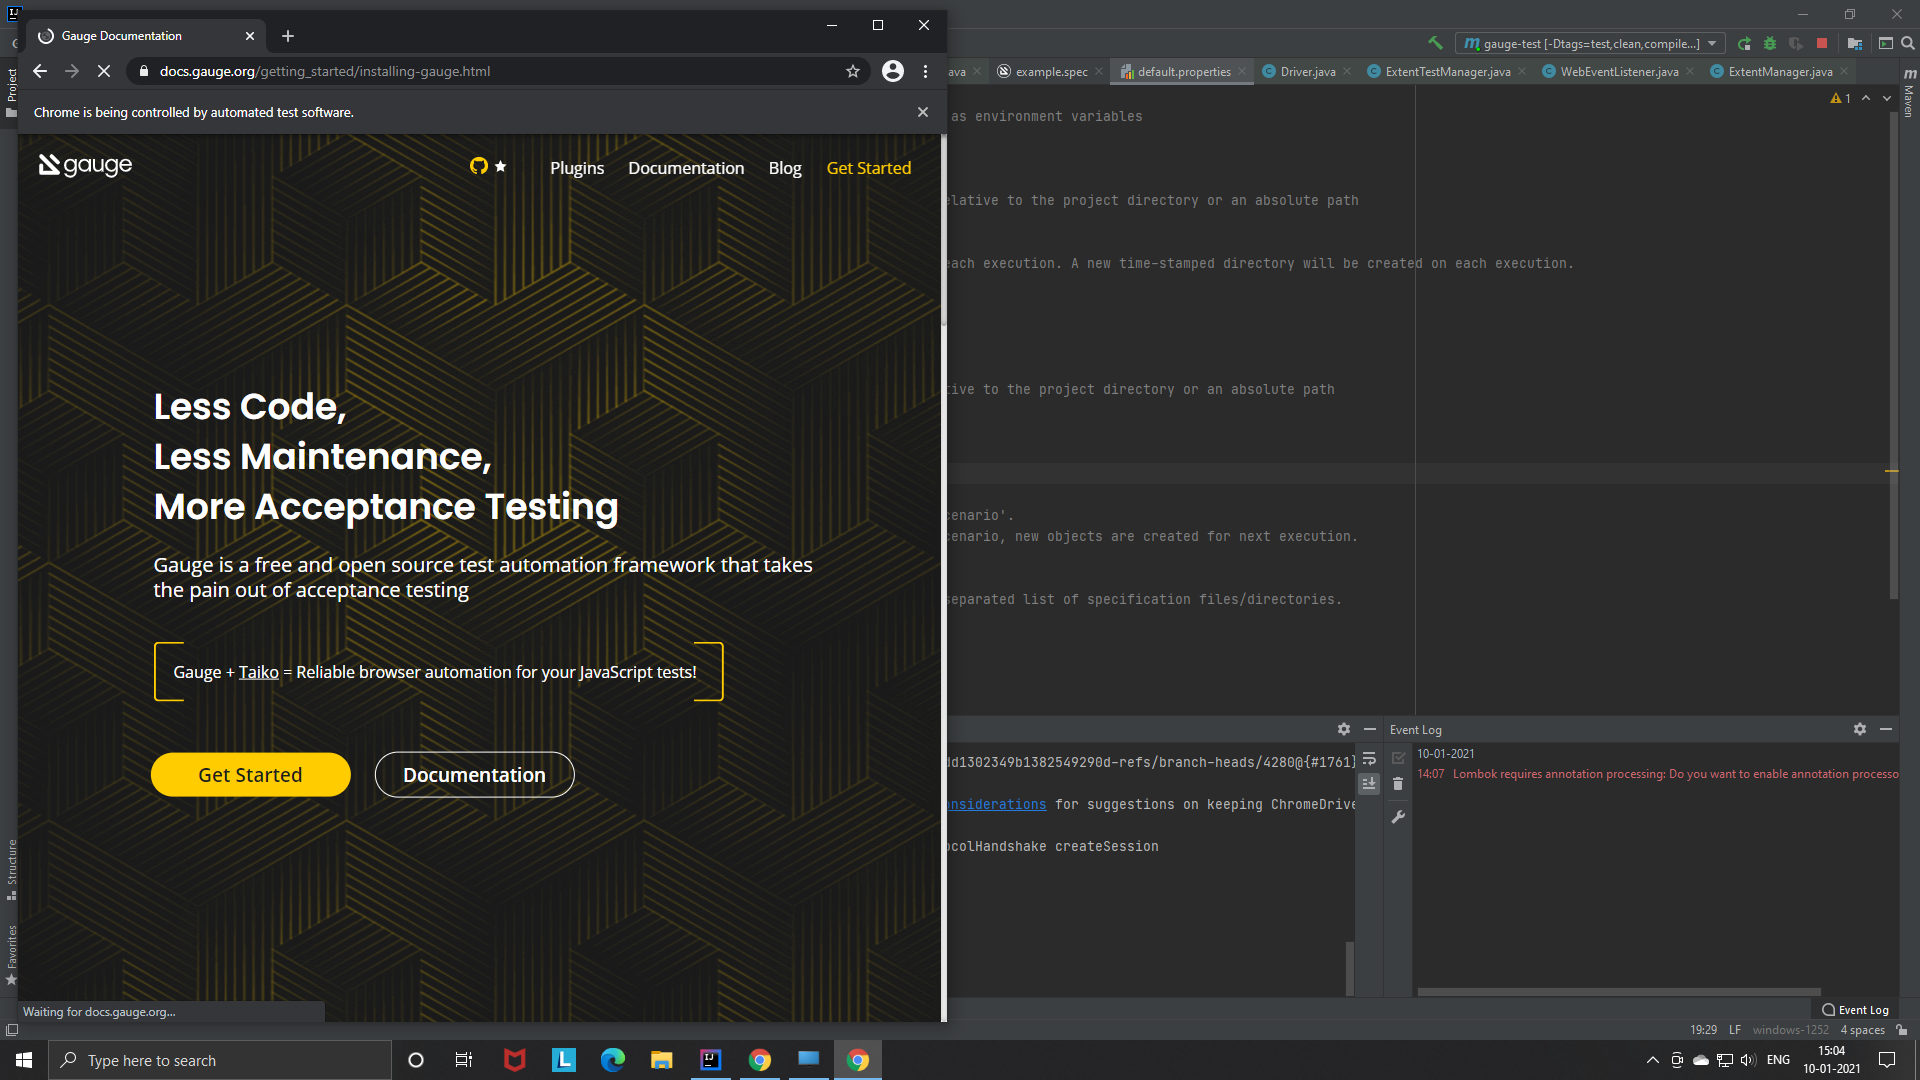 Gauge Documentation
docs.gauge.org/getting_started/installing-gauge.html
Chrome is being controlled by automated test software.
gauge
Plugins
Documentation
Blog
Get Started
Less Code,
Less Maintenance,
More Acceptance Testing
Gauge is a free and open source test automation framework that takes
the pain out of acceptance testing
Gauge + Taiko = Reliable browser automation for your JavaScript tests!
Get Started
Documentation
Waiting for docs.gauge.org...
Project
Structure
Favorites
gauge-test [-Dtags=test,clean,compile...]
ava
example.spec
default.properties
Driver.java
ExtentTestManager.java
WebEventListener.java
ExtentManager.java
Maven
1
as environment variables
elative to the project directory or an absolute path
each execution. A new time-stamped directory will be created on each execution.
tive to the project directory or an absolute path
cenario'.
cenario, new objects are created for next execution.
separated list of specification files/directories.
dd1302349b1382549290d-refs/branch-heads/4280@{#1761}
onsiderations for suggestions on keeping ChromeDrive
ocolHandshake createSession
Event Log
10-01-2021
14:07 Lombok requires annotation processing: Do you want to enable annotation processo
Event Log
19:29 LF windows-1252 4 spaces
Type here to search
ENG
15:04
10-01-2021